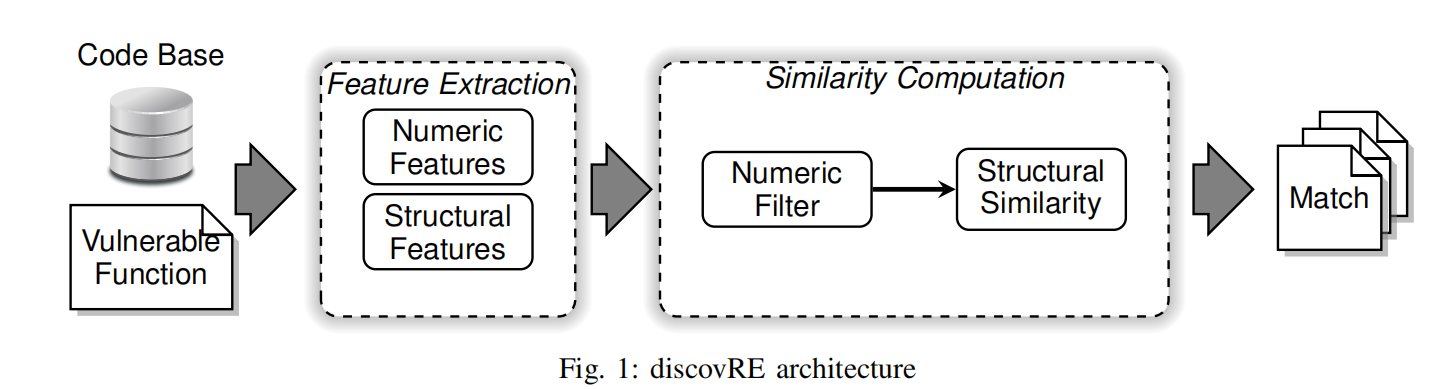 Code Base
Vulnerable
Function
Feature Extraction
Numeric
Features
Structural
Features
Similarity Computation
Numeric
Filter
Structural
Similarity
Match
Fig. 1: discovRE architecture